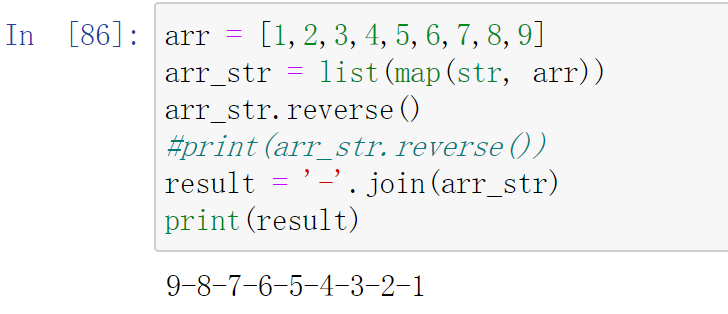 In [86]: arr = [1,2,3,4,5,6,7,8,9]
arr_str = list(map(str, arr))
arr_str.reverse()
#print(arr_str.reverse())
result = '-'.join(arr_str)
print(result)
9-8-7-6-5-4-3-2-1